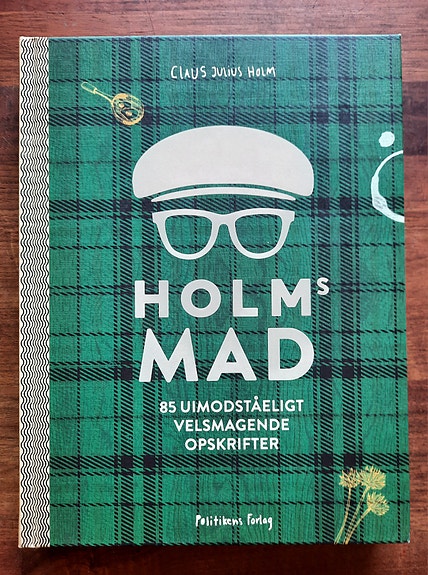 CLAUS JULIUS HOLM
HOLMS
MAD
85 UIMODSTÅELIGT
VELSMAGENDE
OPSKRIFTER
Politikens Forlag